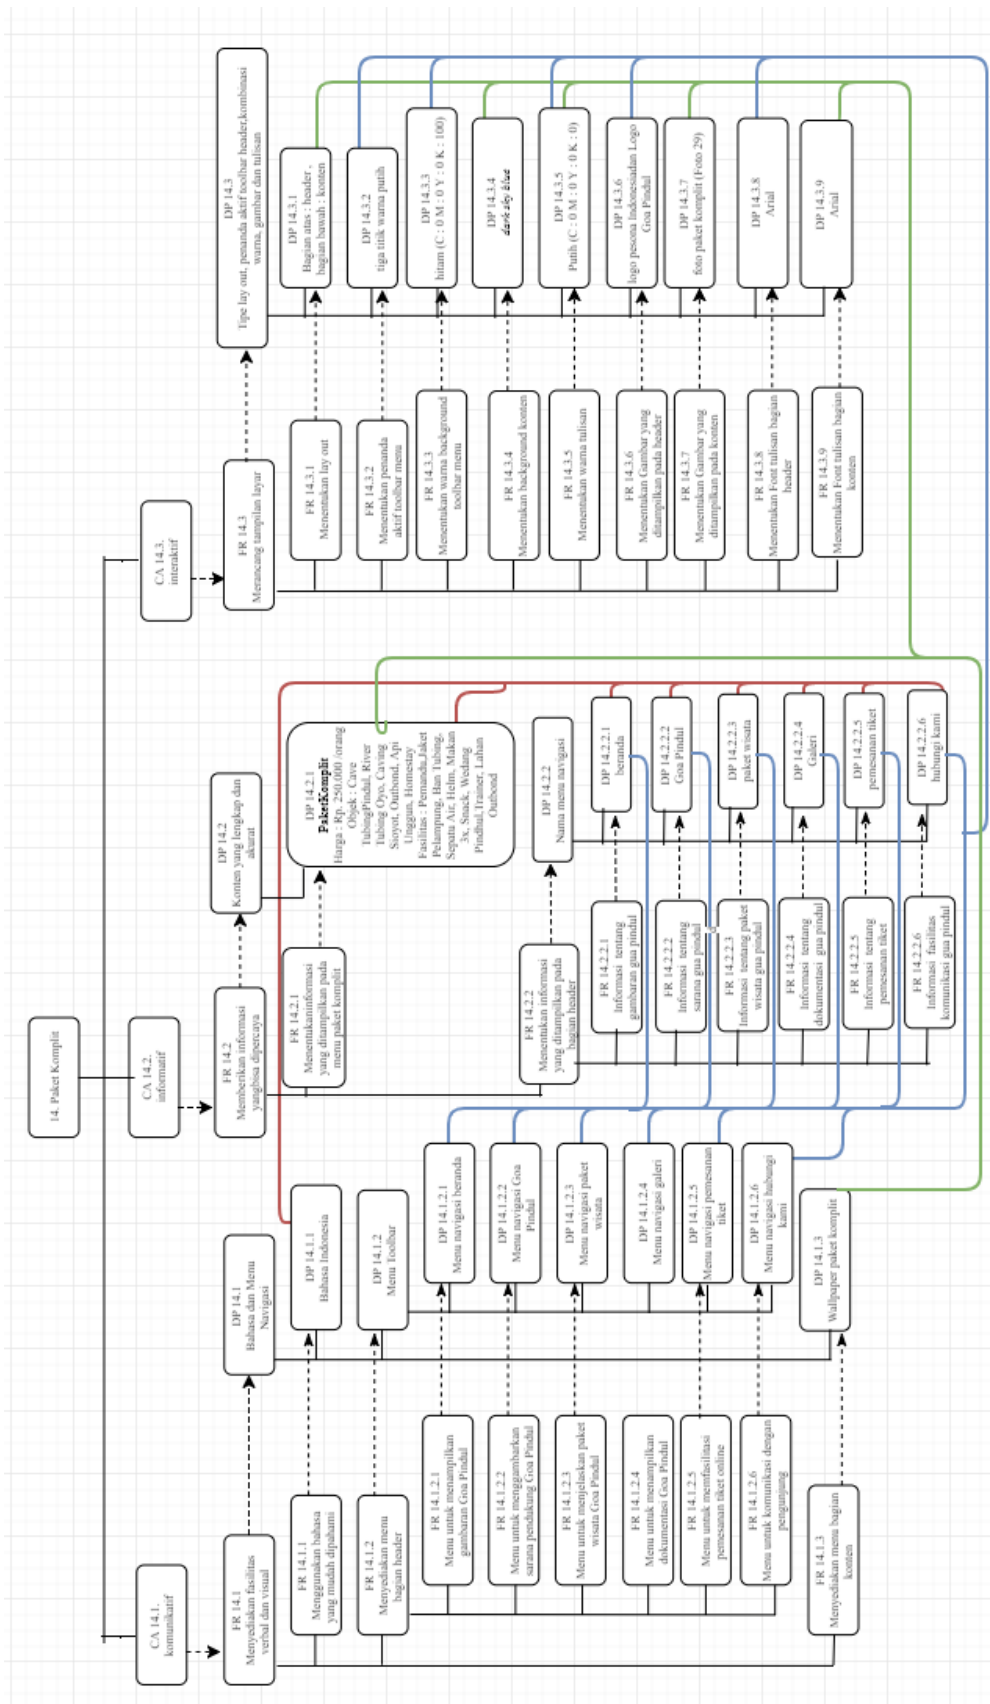 14. Paket Komplit
CA 14.1.
komunikatif
FR 14.1
Menyediakan fasilitas
verbal dan visual
DP 14.1
Bahasa dan Menu
Navigasi
FR 14.1.1
Menggunakan bahasa
yang mudah dipahami
DP 14.1.1
Bahasa Indonesia
FR 14.1.2
Menyediakan menu
bagian header
DP 14.1.2
Menu Toolbar
FR 14.1.2.1
Menu untuk menampilkan
gambaran Goa Pindul
DP 14.1.2.1
Menu navigasi beranda
FR 14.1.2.2
Menu untuk menggambarkan
sarana pendukung Goa Pindul
DP 14.1.2.2
Menu navigasi Goa
Pindul
FR 14.1.2.3
Menu untuk menjelaskan paket
wisata Goa Pindul
DP 14.1.2.3
Menu navigasi paket
wisata
FR 14.1.2.4
Menu untuk menampilkan
dokumentasi Goa Pindul
DP 14.1.2.4
Menu navigasi galeri
FR 14.1.2.5
Menu untuk memfasilitasi
pemesanan tiket online
DP 14.1.2.5
Menu navigasi pemesanan
tiket
FR 14.1.2.6
Menu untuk komunikasi dengan
pengunjung
DP 14.1.2.6
Menu navigasi hubungi
kami
FR 14.1.3
Menyediakan menu bagian
konten
DP 14.1.3
Wallpaper paket komplit
CA 14.2.
informatif
FR 14.2
Memberikan informasi
yangbisa dipercaya
DP 14.2
Konten yang lengkap dan
akurat
FR 14.2.1
Menentukaninformasi
yang ditampilkan pada
menu paket komplit
DP 14.2.1
PaketKomplit
Harga : Rp. 250.000 /orang
Objek : Cave
TubingPindul, River
Tubing Oyo, Caving
Sioyot, Outbond, Api
Unggun, Homestay
Fasilitas : Pemandu,Paket
Pelampung, Ban Tubing,
Sepatu Air, Helm, Makan
3x, Snack, Wedang
Pindhul,Trainer, Lahan
Outbond
FR 14.2.2
Menentukan informasi
yang ditampilkan pada
bagian header
DP 14.2.2
Nama menu navigasi
FR 14.2.2.1
Informasi tentang
gambaran gua pindul
DP 14.2.2.1
beranda
FR 14.2.2.2
Informasi tentang
sarana gua pindul
DP 14.2.2.2
Goa Pindul
FR 14.2.2.3
Informasi tentang paket
wisata gua pindul
DP 14.2.2.3
paket wisata
FR 14.2.2.4
Informasi tentang
dokumentasi gua pindul
DP 14.2.2.4
Galeri
FR 14.2.2.5
Informasi tentang
pemesanan tiket
DP 14.2.2.5
pemesanan tiket
FR 14.2.2.6
Informasi fasilitas
komunikasi gua pindul
DP 14.2.2.6
hubungi kami
CA 14.3.
interaktif
FR 14.3
Merancang tampilan layar
DP 14.3
Tipe lay out, penanda aktif toolbar header,kombinasi
warna, gambar dan tulisan
FR 14.3.1
Menentukan lay out
DP 14.3.1
Bagian atas : header ,
bagian bawah : konten
FR 14.3.2
Menentukan penanda
aktif toolbar menu
DP 14.3.2
tiga titik warna putih
FR 14.3.3
Menentukan warna background
toolbar menu
DP 14.3.3
hitam (C : 0 M : 0 Y : 0 K : 100)
FR 14.3.4
Menentukan background konten
DP 14.3.4
dark sky blue
FR 14.3.5
Menentukan warna tulisan
DP 14.3.5
Putih (C : 0 M : 0 Y : 0 K : 0)
FR 14.3.6
Menentukan Gambar yang
ditampilkan pada header
DP 14.3.6
logo pesona Indonesiadan Logo
Goa Pindul
FR 14.3.7
Menentukan Gambar yang
ditampilkan pada konten
DP 14.3.7
foto paket komplit (Foto 29)
FR 14.3.8
Menentukan Font tulisan bagian
header
DP 14.3.8
Arial
FR 14.3.9
Menentukan Font tulisan bagian
konten
DP 14.3.9
Arial